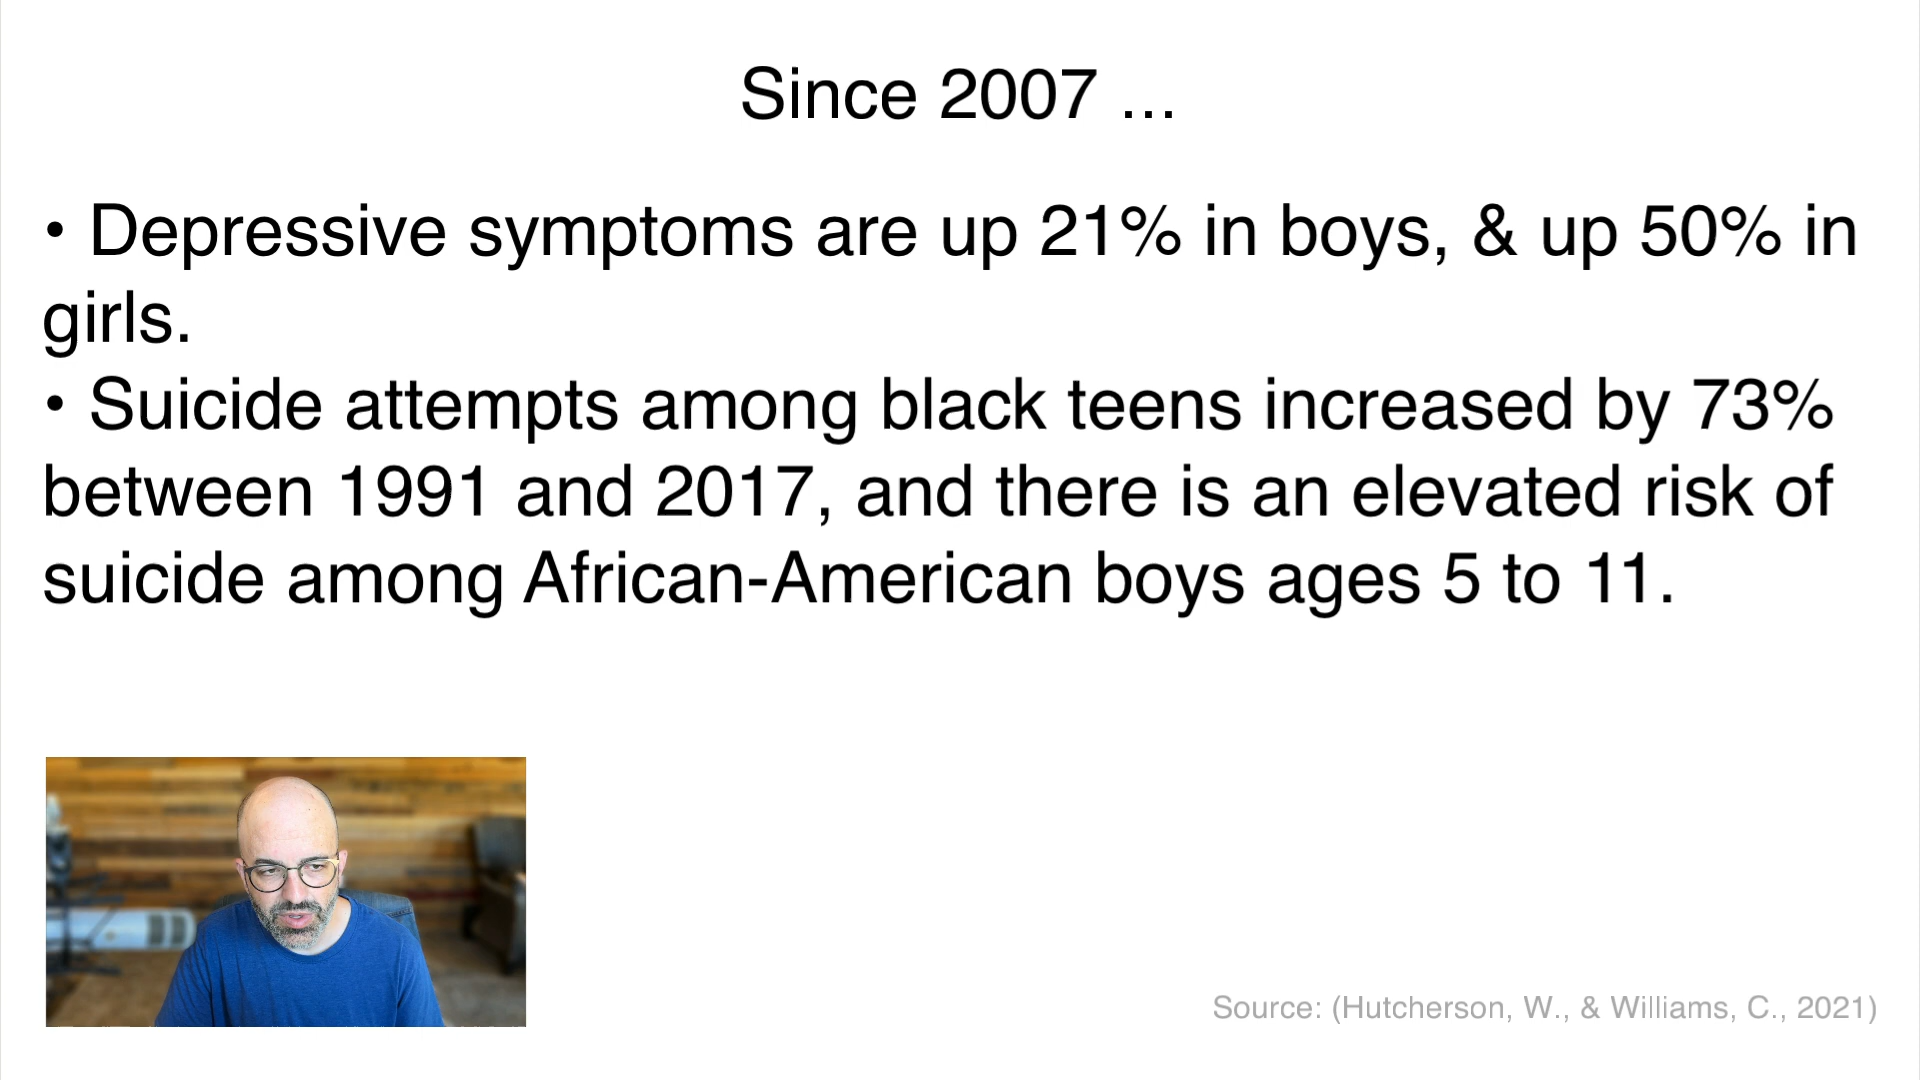 Since 2007 ...
• Depressive symptoms are up 21% in boys, & up 50% in
girls.
• Suicide attempts among black teens increased by 73%
between 1991 and 2017, and there is an elevated risk of
suicide among African-American boys ages 5 to 11.
Source: (Hutcherson, W., & Williams, C., 2021)